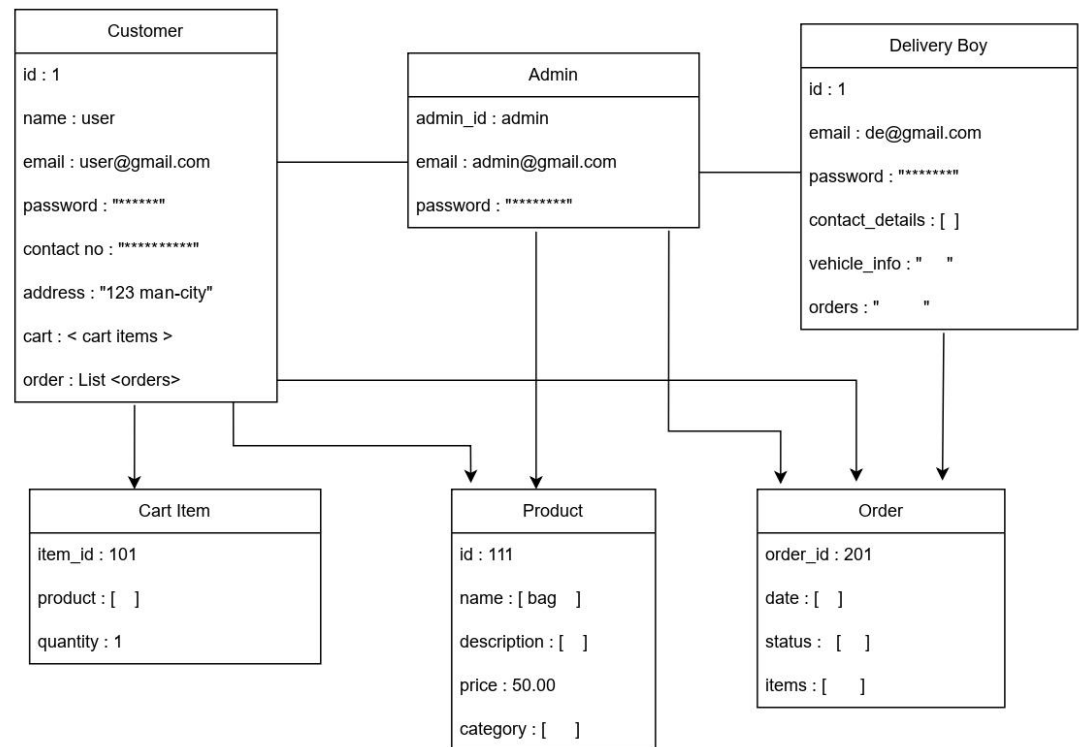 Customer
id : 1
name : user
email : user@gmail.com
password : "******"
contact no : "**********"
address : "123 man-city"
cart : < cart items >
order : List <orders>
Admin
admin_id : admin
email : admin@gmail.com
password : "********"
Delivery Boy
id : 1
email : de@gmail.com
password : "*******"
contact_details : [  ]
vehicle_info : "     "
orders : "         "
Cart Item
item_id : 101
product : [    ]
quantity : 1
Product
id : 111
name : [ bag    ]
description : [    ]
price : 50.00
category : [      ]
Order
order_id : 201
date : [    ]
status :   [     ]
items : [       ]